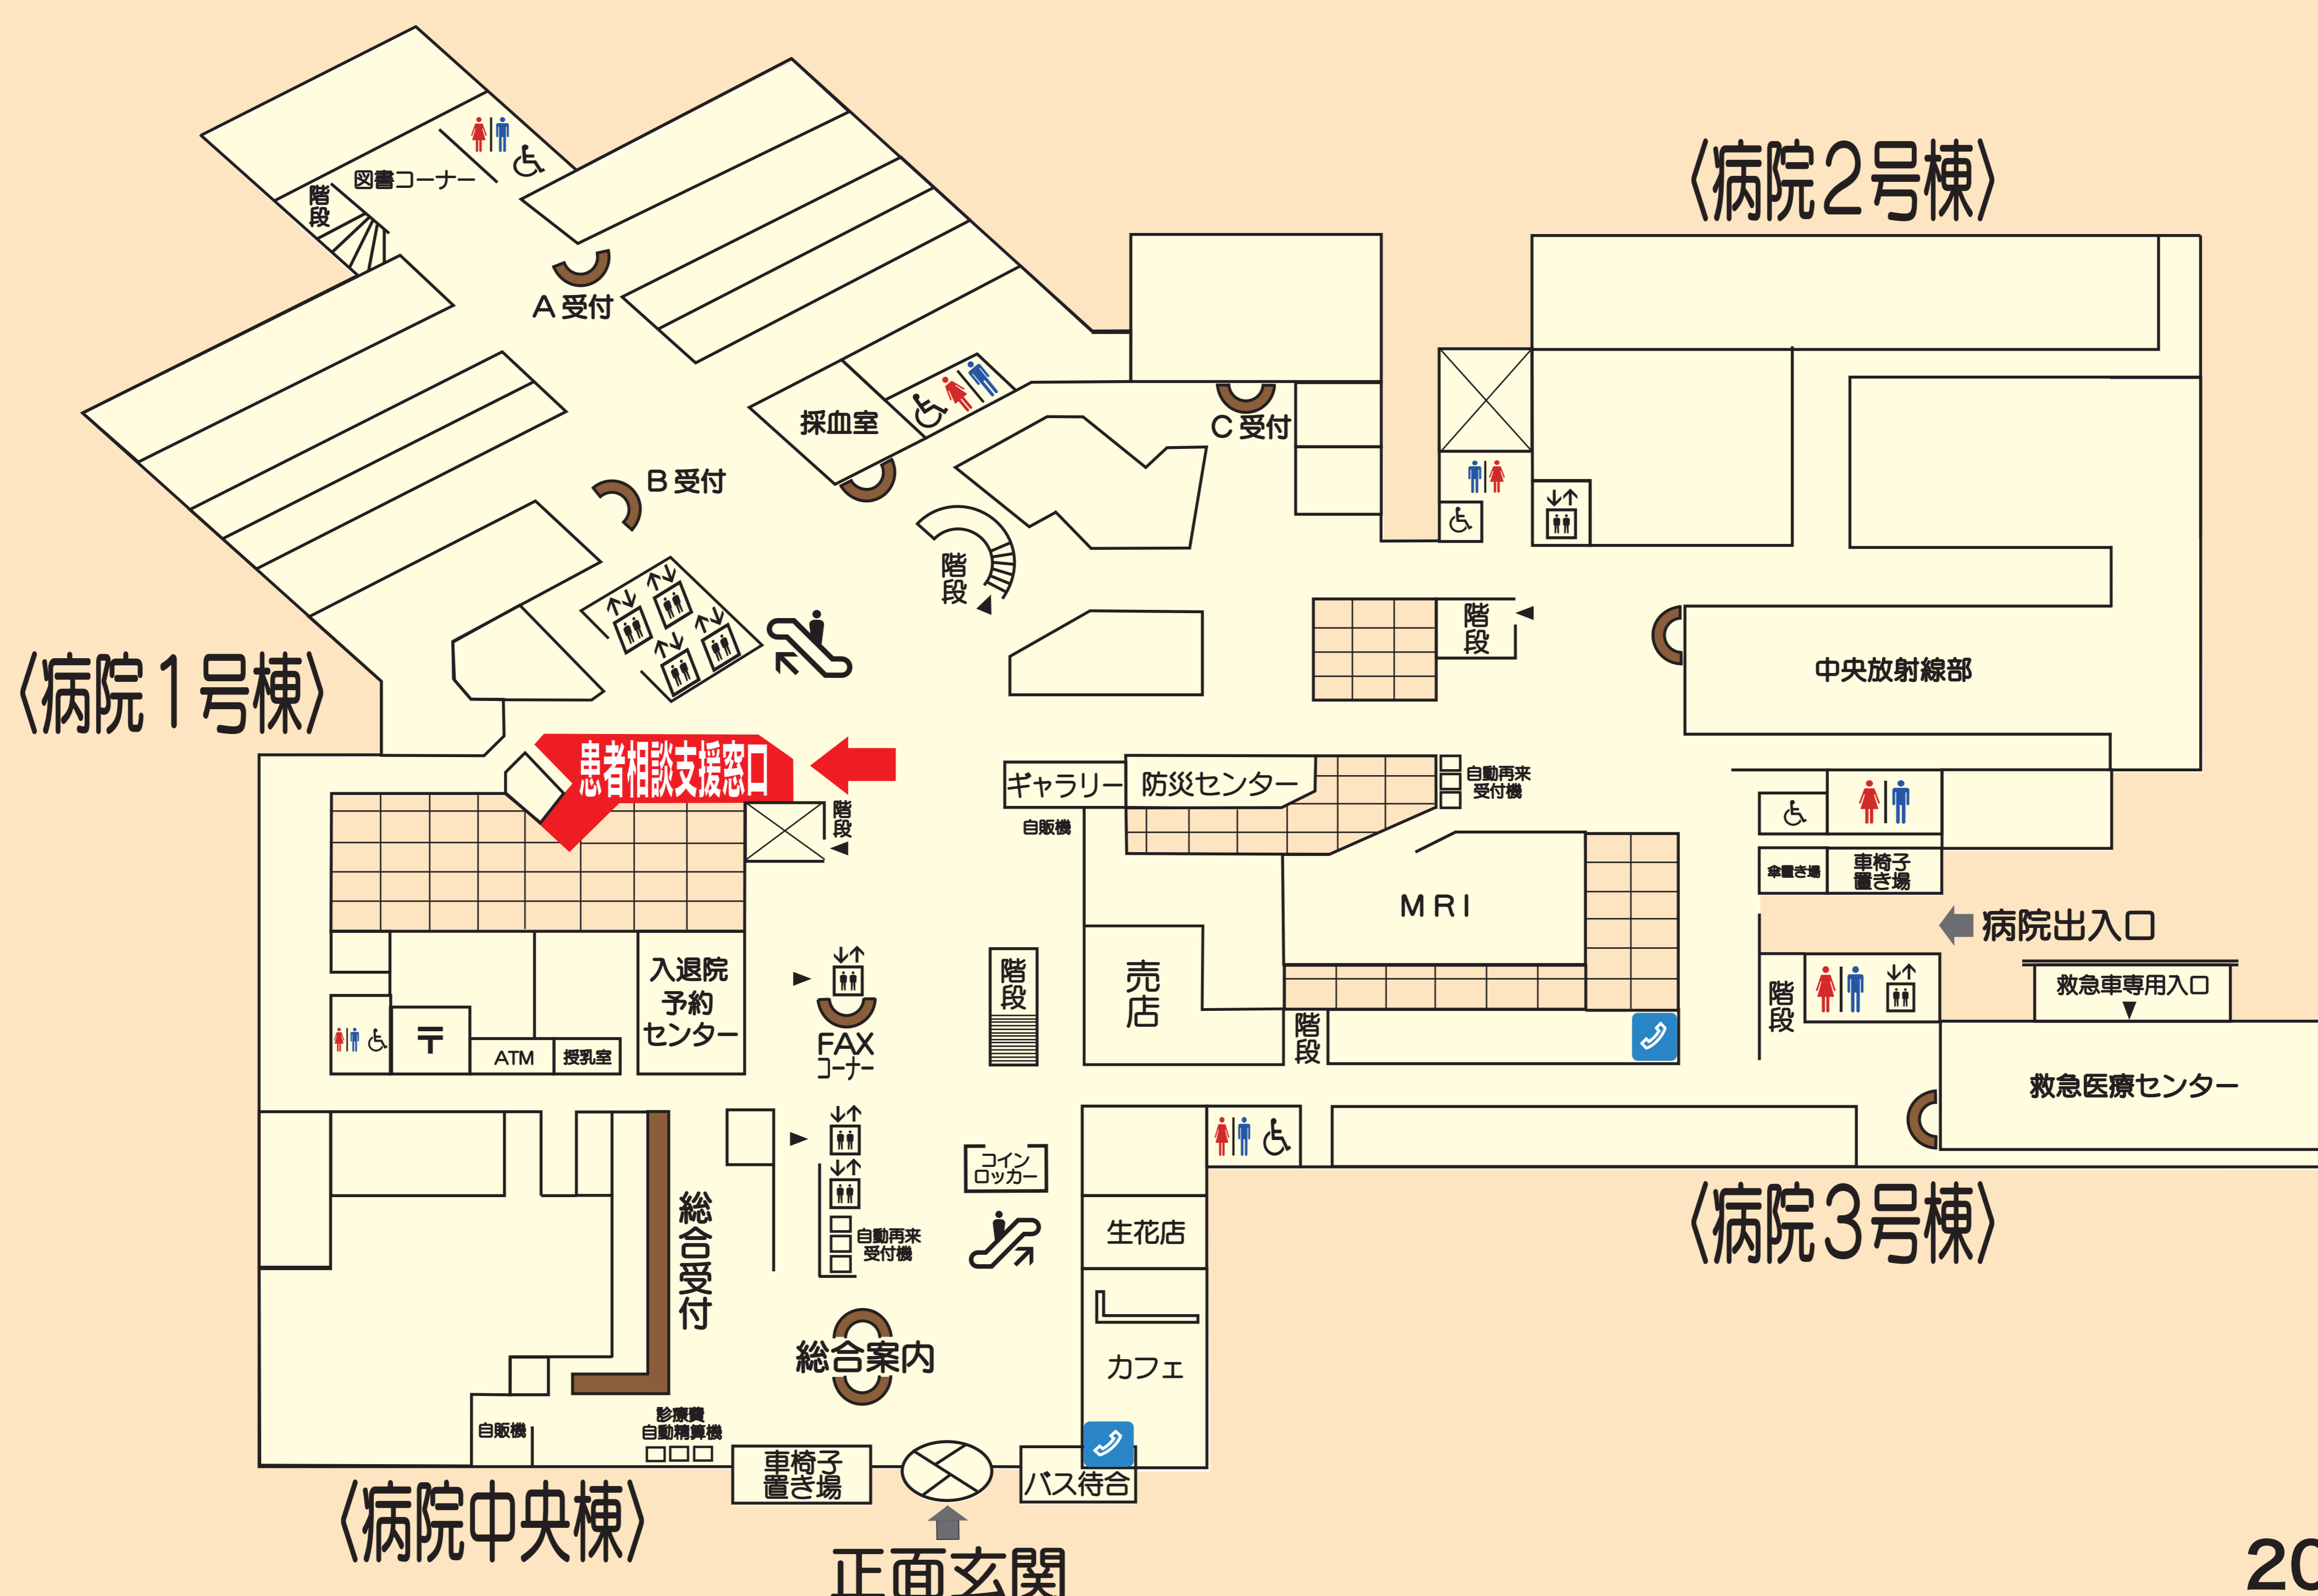 〈病院2号棟〉
図書コーナー
階段
A 受付
採血室
C 受付
B 受付
階段
階段
中央放射線部
〈病院1号棟〉
患者相談支援窓口
ギャラリー
防災センター
自動再来
受付機
階段
自販機
MRI
傘置き場
車椅子
置き場
病院出入口
入退院
予約
センター
階段
売店
階段
階段
救急車専用入口
〒
ATM
授乳室
FAX
コーナー
救急医療センター
コイン
ロッカー
総合受付
自動再来
受付機
生花店
〈病院3号棟〉
総合案内
カフェ
自販機
診療費
自動精算機
車椅子
置き場
バス待合
〈病院中央棟〉
正面玄関
20